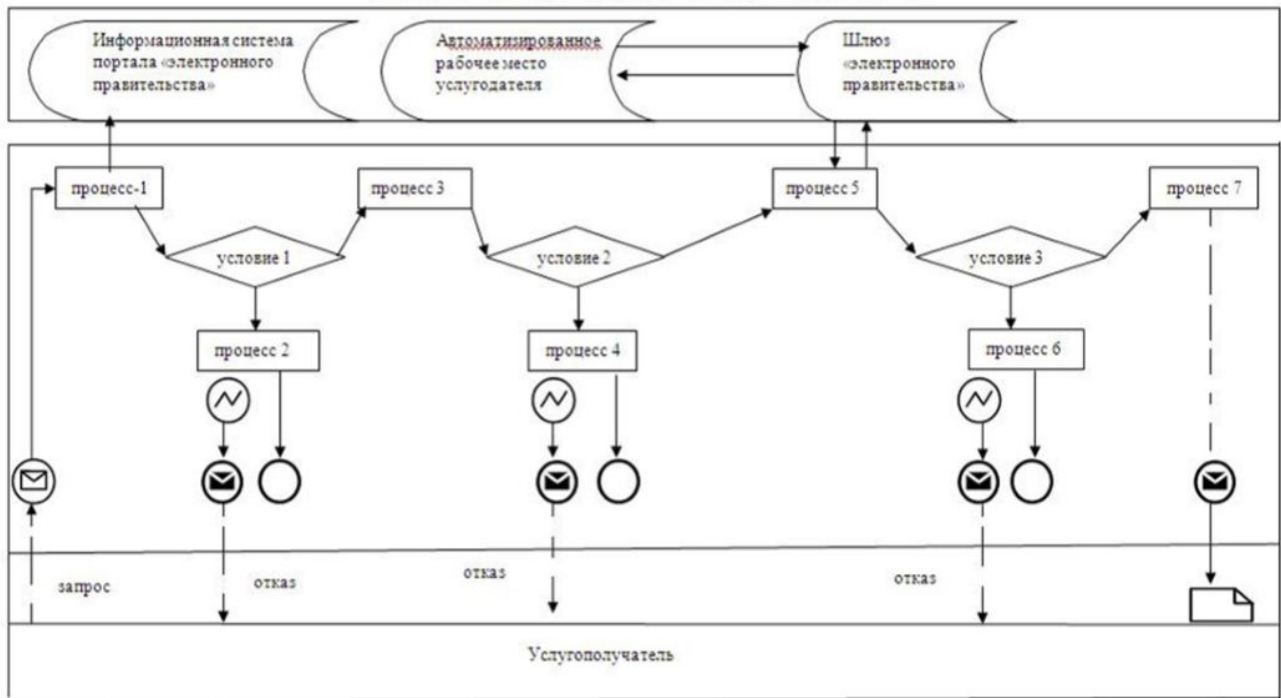 Информационная система
портала «электронного
правительства»
Автоматизированное
рабочее место
услугодателя
Шлюз
«электронного
правительства»
процесс-1
процесс 3
процесс 5
процесс 7
условие 1
условие 2
условие 3
процесс 2
процесс 4
процесс 6
запрос
отказ
отказ
отказ
Услугополучатель